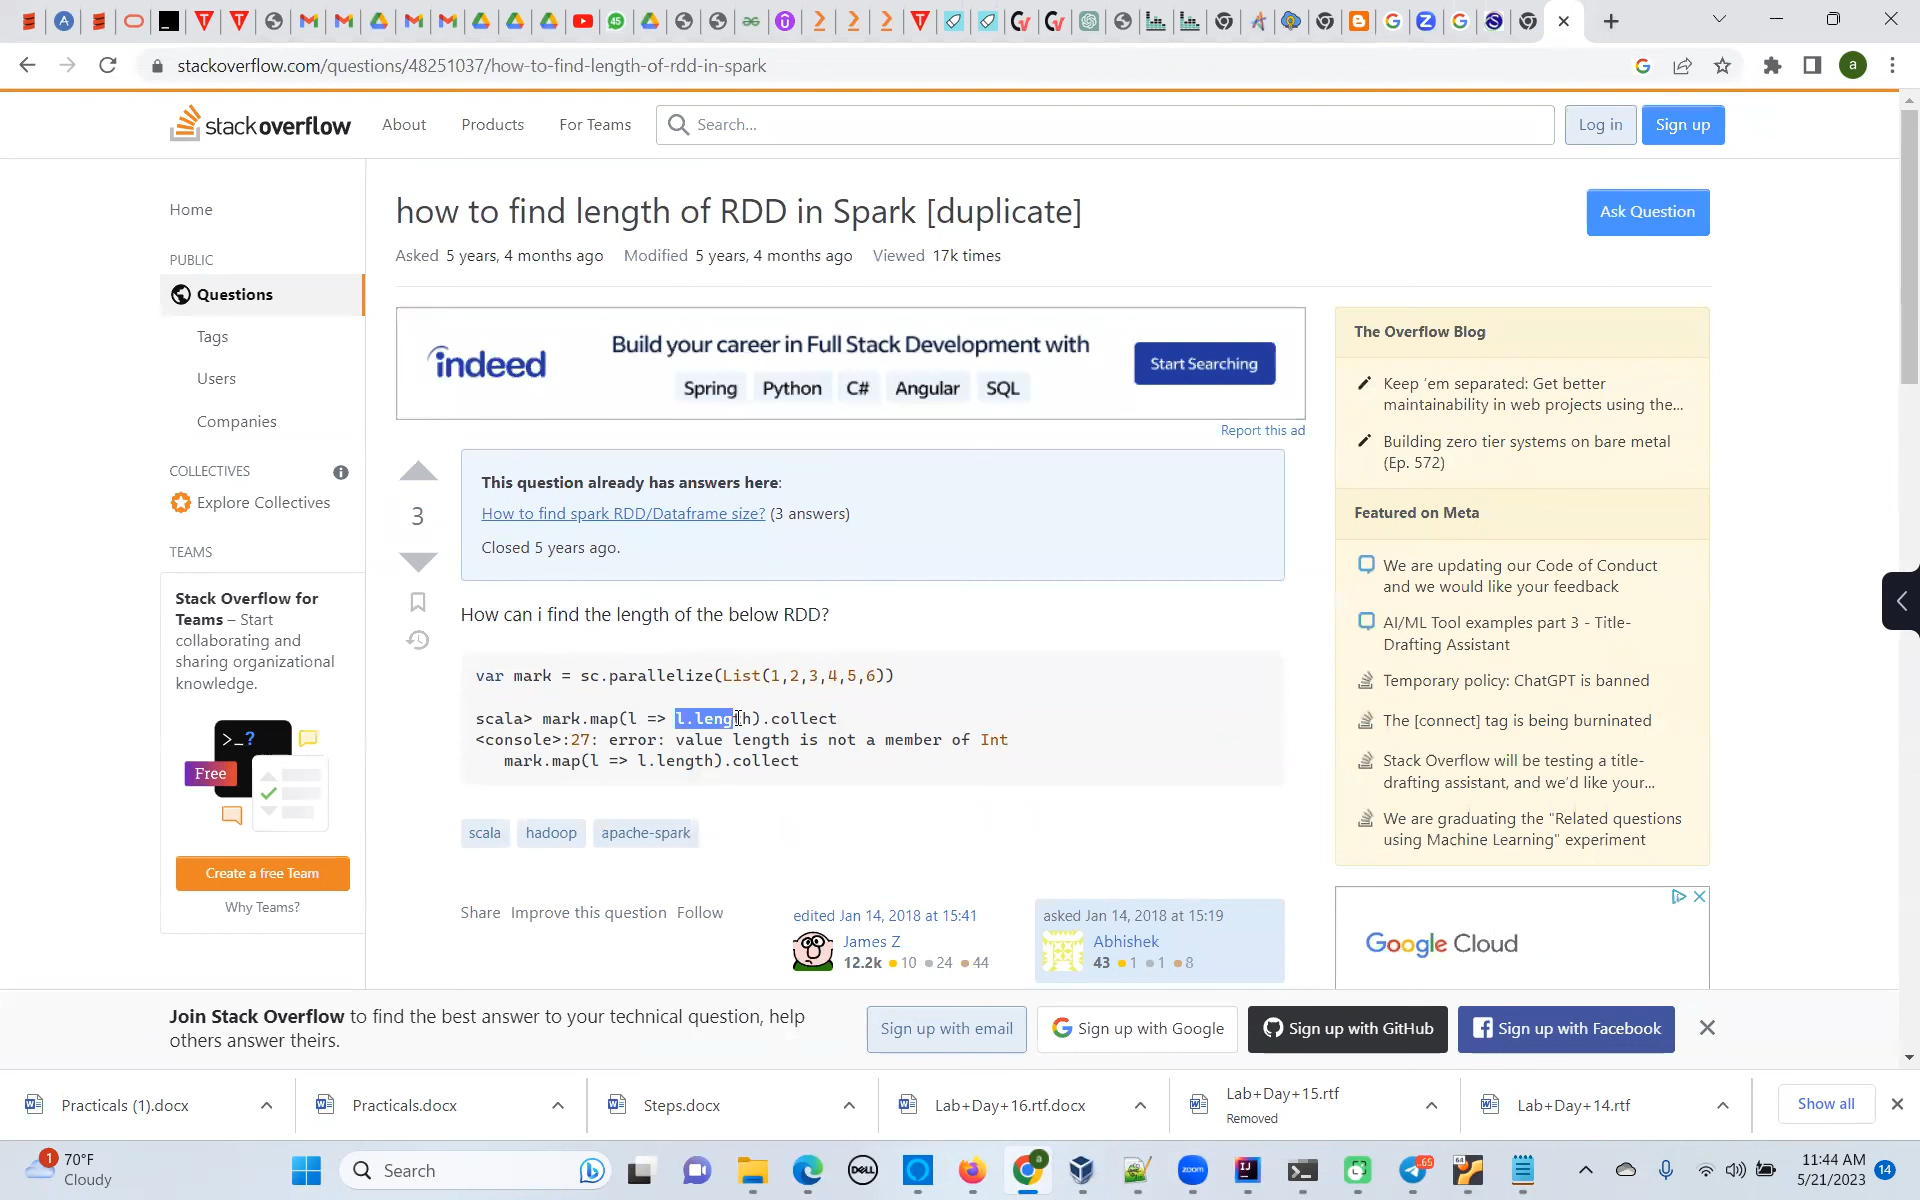 stackoverflow.com/questions/48251037/how-to-find-length-of-rdd-in-spark
a
stackoverflow
About
Products
For Teams
Search...
Log in
Sign up
Home
PUBLIC
Questions
Tags
Users
Companies
COLLECTIVES
Explore Collectives
TEAMS
Stack Overflow for
Teams – Start
collaborating and
sharing organizational
knowledge.
>_?
Free
Create a free Team
Why Teams?
how to find length of RDD in Spark [duplicate]
Ask Question
Asked 5 years, 4 months ago Modified 5 years, 4 months ago Viewed 17k times
indeed
Build your career in Full Stack Development with
Spring Python C# Angular SQL
Start Searching
Report this ad
3
This question already has answers here:
How to find spark RDD/Dataframe size? (3 answers)
Closed 5 years ago.
How can i find the length of the below RDD?
var mark = sc.parallelize(List(1,2,3,4,5,6))
scala> mark.map(l => l.length).collect
<console>:27: error: value length is not a member of Int
mark.map(l => l.length).collect
scala hadoop apache-spark
Share Improve this question Follow
edited Jan 14, 2018 at 15:41
James Z
12.2k 10 24 44
asked Jan 14, 2018 at 15:19
Abhishek
43 1 1 8
The Overflow Blog
Keep 'em separated: Get better
maintainability in web projects using the...
Building zero tier systems on bare metal
(Ep. 572)
Featured on Meta
We are updating our Code of Conduct
and we would like your feedback
AI/ML Tool examples part 3 - Title-
Drafting Assistant
Temporary policy: ChatGPT is banned
The [connect] tag is being burninated
Stack Overflow will be testing a title-
drafting assistant, and we'd like your...
We are graduating the "Related questions
using Machine Learning" experiment
Google Cloud
Join Stack Overflow to find the best answer to your technical question, help
others answer theirs.
Sign up with email
Sign up with Google
Sign up with GitHub
Sign up with Facebook
Practicals (1).docx
Practicals.docx
Steps.docx
Lab+Day+16.rtf.docx
Lab+Day+15.rtf
Removed
Lab+Day+14.rtf
Show all
1
70°F
Cloudy
Search
DELL
zoom
11:44 AM
5/21/2023
14